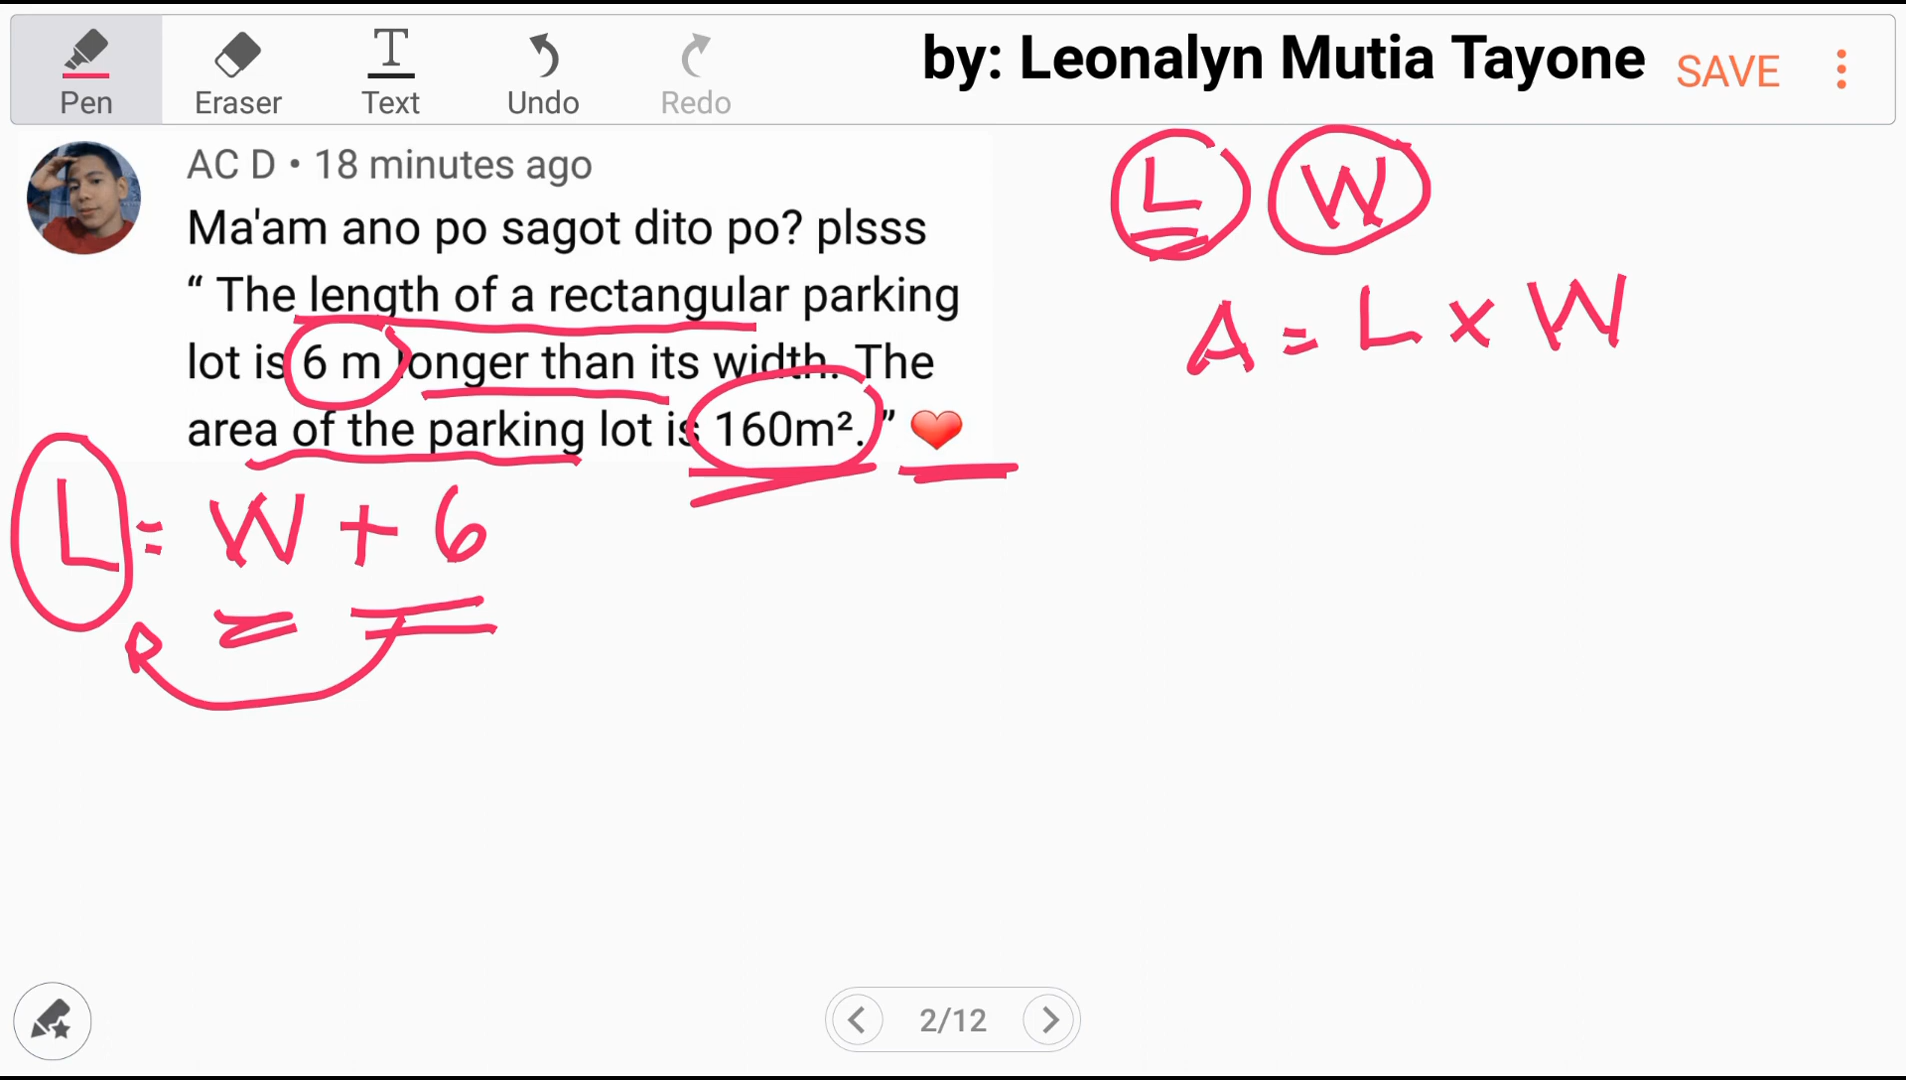 Pen
Eraser
Text
Undo
Redo
by: Leonalyn Mutia Tayone
SAVE
AC D • 18 minutes ago
Ma'am ano po sagot dito po? plsss
“ The length of a rectangular parking
lot is 6 m longer than its width. The
area of the parking lot is 160m². ” ❤️
L W
A = L x W
L = W + 6
2/12